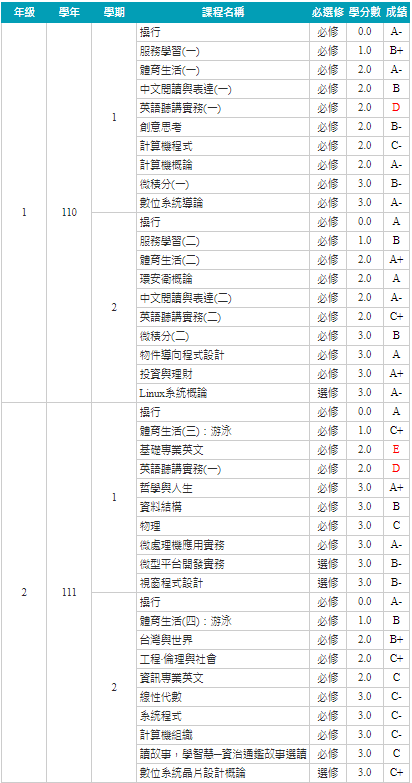 年級 學年 學期 課程名稱 必選修 學分數 成績
1 110 1 操行 必修 0.0 A-
服務學習(一) 必修 1.0 B+
體育生活(一) 必修 2.0 A-
中文閱讀與表達(一) 必修 2.0 B
英語聽講實務(一) 必修 2.0 D
創意思考 必修 2.0 B-
計算機程式 必修 2.0 C-
計算機概論 必修 2.0 A-
微積分(一) 必修 3.0 B-
數位系統導論 必修 3.0 A-
2 操行 必修 0.0 A
服務學習(二) 必修 1.0 B
體育生活(二) 必修 2.0 A+
環安衛概論 必修 2.0 A
中文閱讀與表達(二) 必修 2.0 A-
英語聽講實務(二) 必修 2.0 C+
微積分(二) 必修 3.0 B
物件導向程式設計 必修 3.0 A
投資與理財 必修 3.0 A+
Linux系統概論 選修 3.0 A-
2 111 1 操行 必修 0.0 A
體育生活(三)：游泳 必修 1.0 C+
基礎專業英文 必修 2.0 E
英語聽講實務(一) 必修 2.0 D
哲學與人生 必修 3.0 A+
資料結構 必修 3.0 B
物理 必修 3.0 C
微處理機應用實務 必修 3.0 A-
微型平台開發實務 選修 3.0 B-
視窗程式設計 選修 3.0 B-
2 操行 必修 0.0 A-
體育生活(四)：游泳 必修 1.0 B
台灣與世界 必修 2.0 B+
工程‧倫理與社會 必修 2.0 C+
資訊專業英文 必修 2.0 C
線性代數 必修 3.0 C-
系統程式 必修 3.0 C-
計算機組織 必修 3.0 C-
讀故事，學智慧─資治通鑑故事選讀 必修 3.0 C
數位系統晶片設計概論 選修 3.0 C+